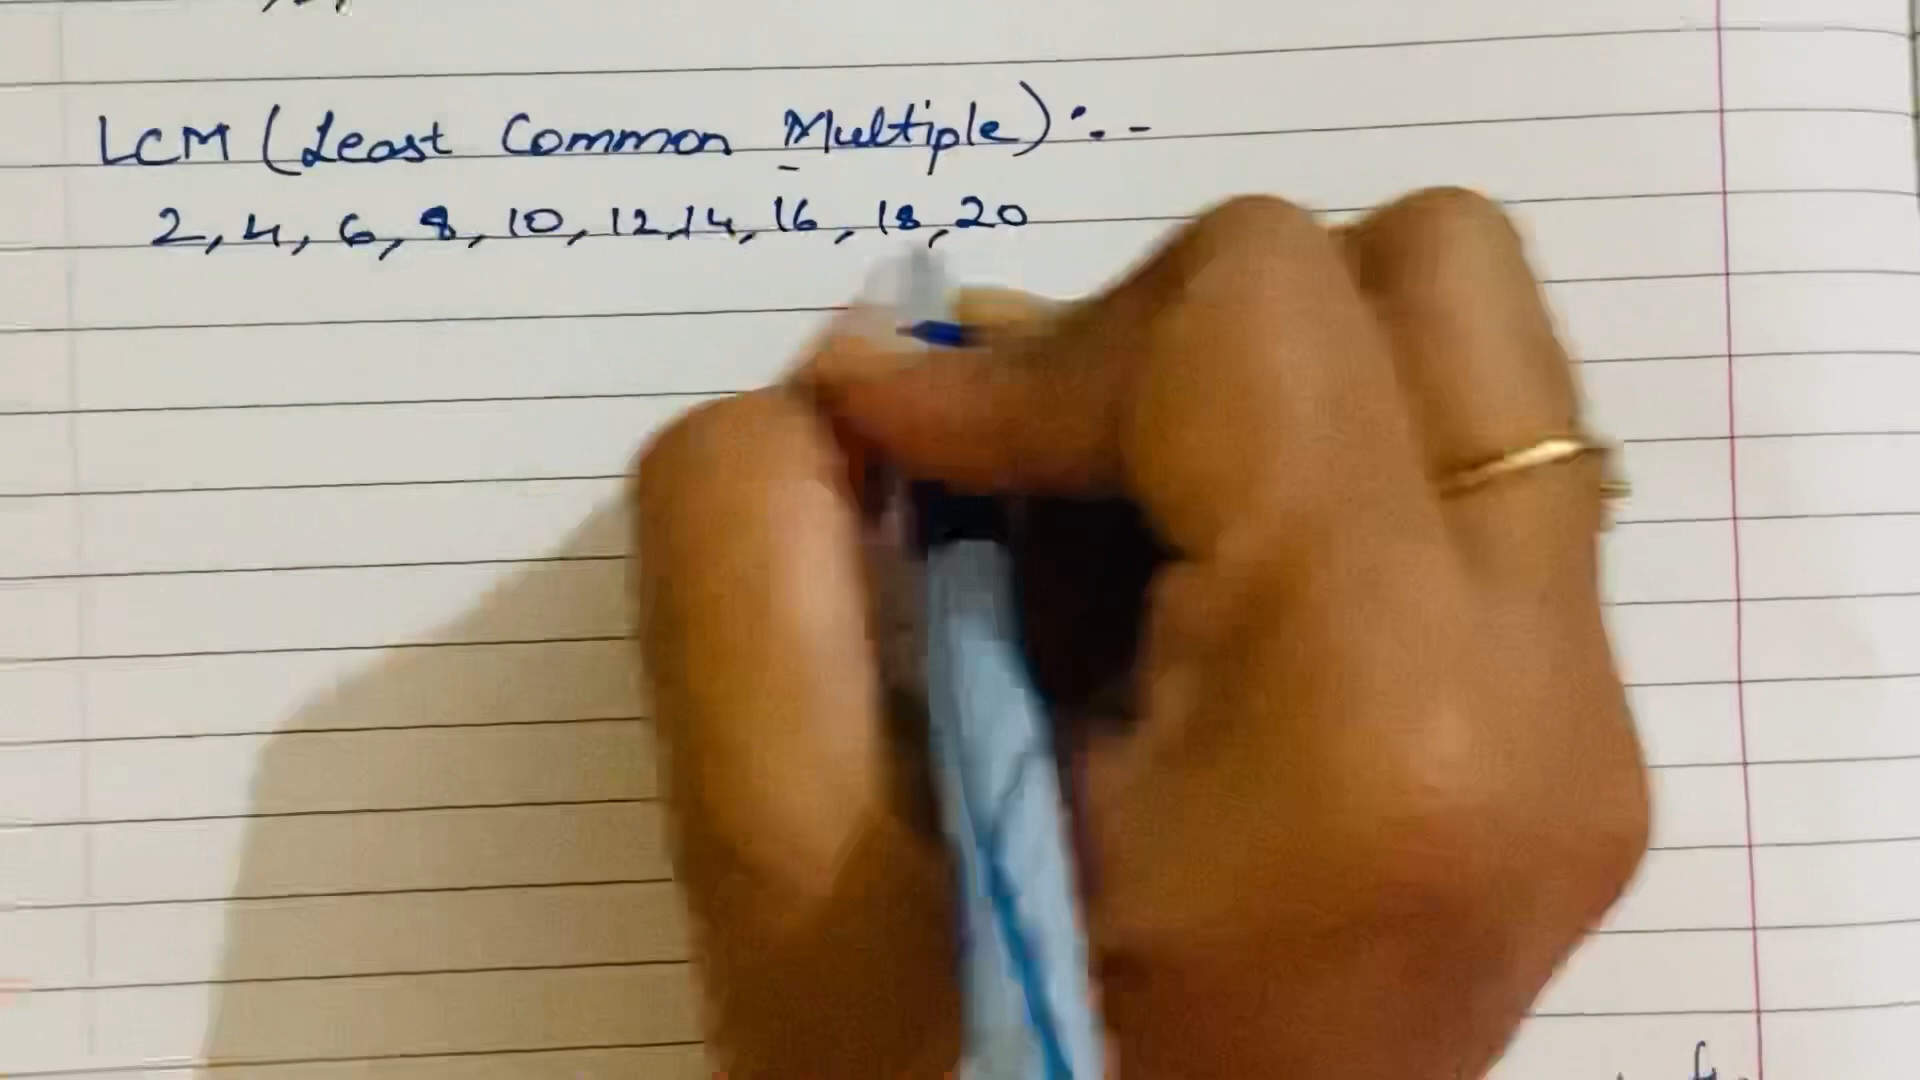 LCM (Least Common Multiple) :-
2, 4, 6, 8, 10, 12, 14, 16, 18, 20